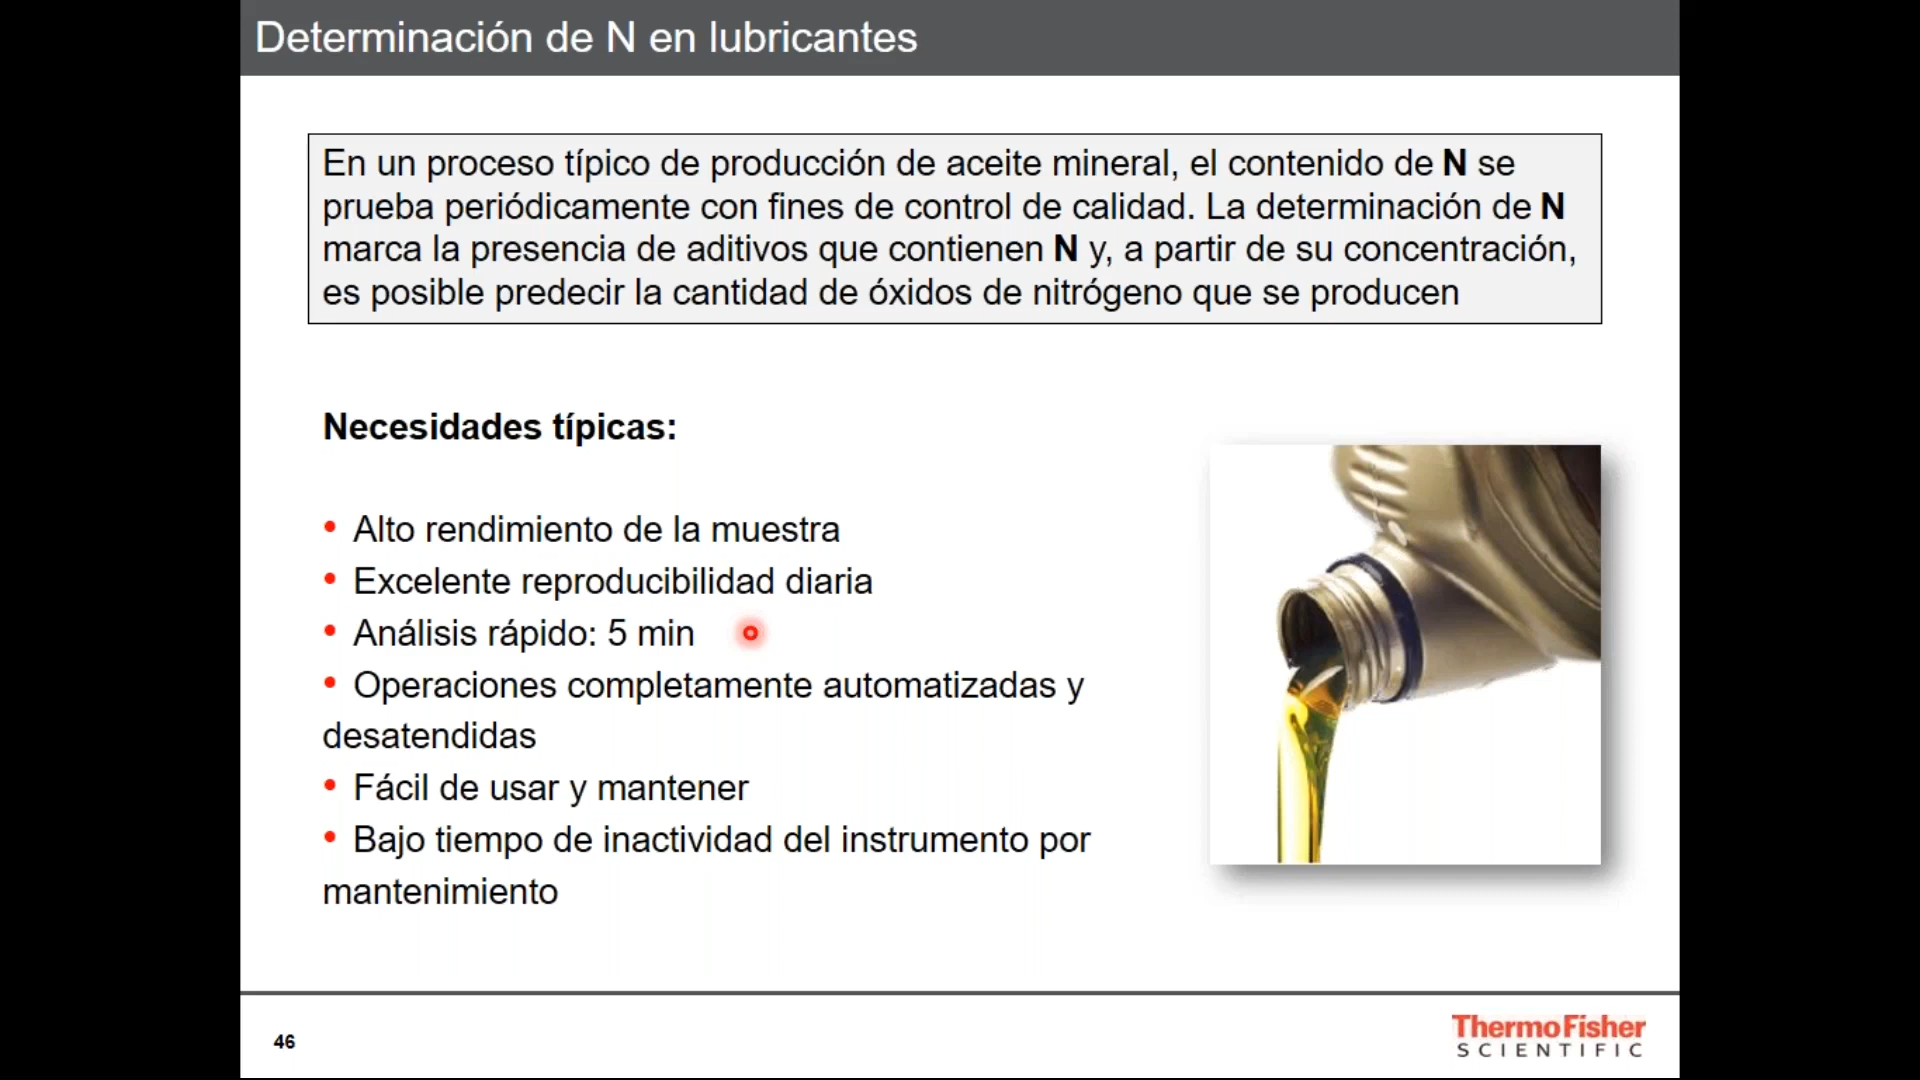 Determinación de N en lubricantes
En un proceso típico de producción de aceite mineral, el contenido de N se
prueba periódicamente con fines de control de calidad. La determinación de N
marca la presencia de aditivos que contienen N y, a partir de su concentración,
es posible predecir la cantidad de óxidos de nitrógeno que se producen
Necesidades típicas:
• Alto rendimiento de la muestra
• Excelente reproducibilidad diaria
• Análisis rápido: 5 min
• Operaciones completamente automatizadas y
desatendidas
• Fácil de usar y mantener
• Bajo tiempo de inactividad del instrumento por
mantenimiento
46
ThermoFisher
SCIENTIFIC